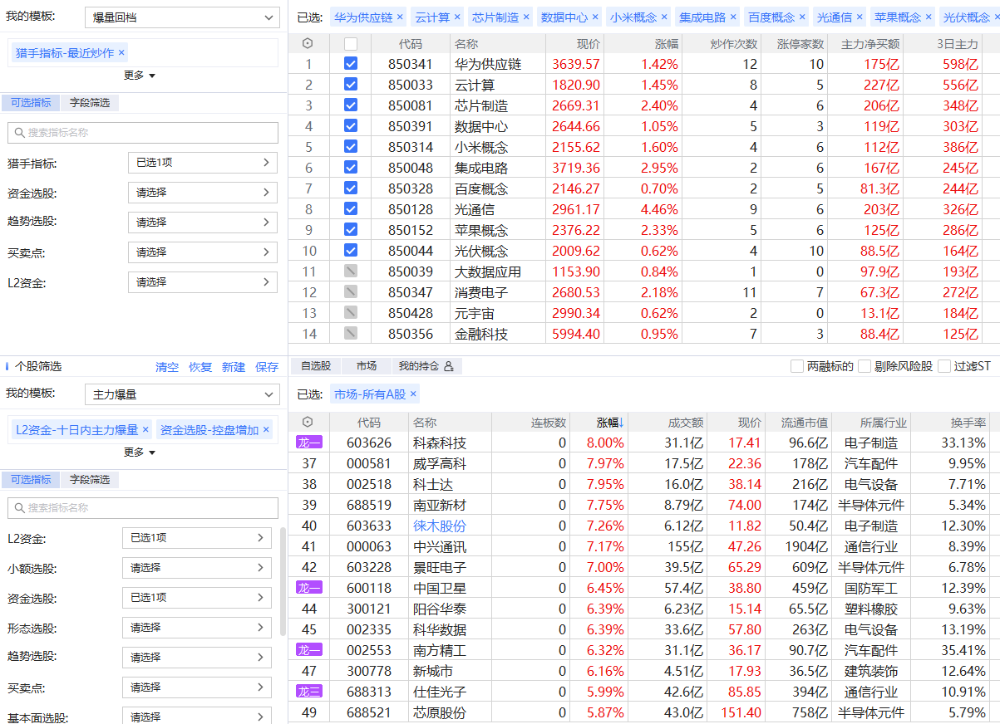 我的模板: 爆量回档
猎手指标-最近炒作 ×
更多
可选指标 字段筛选
搜索指标名称
猎手指标: 已选1项
资金选股: 请选择
趋势选股: 请选择
买卖点: 请选择
L2资金: 请选择
已选: 华为供应链 × 云计算 × 芯片制造 × 数据中心 × 小米概念 × 集成电路 × 百度概念 × 光通信 × 苹果概念 × 光伏概念 ×
代码 名称 现价 涨幅 炒作次数 涨停家数 主力净买额 3日主力
1 850341 华为供应链 3639.57 1.42% 12 10 175亿 598亿
2 850033 云计算 1820.90 1.45% 8 5 227亿 556亿
3 850081 芯片制造 2669.31 2.40% 4 6 206亿 348亿
4 850391 数据中心 2644.66 1.05% 5 3 119亿 303亿
5 850314 小米概念 2155.62 1.60% 4 6 112亿 386亿
6 850048 集成电路 3719.36 2.95% 2 6 167亿 245亿
7 850328 百度概念 2146.27 0.70% 2 5 81.3亿 244亿
8 850128 光通信 2961.17 4.46% 9 6 203亿 326亿
9 850152 苹果概念 2376.22 2.33% 5 6 125亿 286亿
10 850044 光伏概念 2009.62 0.62% 4 10 88.5亿 164亿
11 850039 大数据应用 1153.90 0.84% 1 0 97.9亿 193亿
12 850347 消费电子 2680.53 2.18% 11 7 67.3亿 272亿
13 850428 元宇宙 2990.34 0.62% 2 0 13.1亿 184亿
14 850356 金融科技 5994.40 0.95% 7 3 88.4亿 125亿
个股筛选 清空 恢复 新建 保存
我的模板: 主力爆量
L2资金-十日内主力爆量 × 资金选股-控盘增加 ×
更多
可选指标 字段筛选
搜索指标名称
L2资金: 已选1项
小额选股: 请选择
资金选股: 已选1项
形态选股: 请选择
趋势选股: 请选择
买卖点: 请选择
基本面选股: 请选择
自选股 市场 我的持仓 两融标的 剔除风险股 过滤ST
已选: 市场-所有A股 ×
代码 名称 连板数 涨幅↓ 成交额 现价 流通市值 所属行业 换手率
龙一 603626 科森科技 0 8.00% 31.1亿 17.41 96.6亿 电子制造 33.13%
37 000581 威孚高科 0 7.97% 17.5亿 22.36 178亿 汽车配件 9.95%
38 002518 科士达 0 7.95% 16.0亿 38.14 216亿 电气设备 7.71%
39 688519 南亚新材 0 7.75% 8.79亿 74.00 174亿 半导体元件 5.34%
40 603633 徕木股份 0 7.26% 6.12亿 11.82 50.4亿 电子制造 12.30%
41 000063 中兴通讯 0 7.17% 155亿 47.26 1904亿 通信行业 8.39%
42 603228 景旺电子 0 7.00% 39.5亿 65.29 609亿 半导体元件 6.78%
龙一 600118 中国卫星 0 6.45% 57.4亿 38.80 459亿 国防军工 12.39%
44 300121 阳谷华泰 0 6.39% 6.23亿 15.14 65.5亿 塑料橡胶 9.63%
45 002335 科华数据 0 6.39% 33.6亿 57.80 263亿 电气设备 13.19%
龙一 002553 南方精工 0 6.32% 31.1亿 36.17 90.7亿 汽车配件 35.41%
47 300778 新城市 0 6.16% 4.51亿 17.93 36.5亿 建筑装饰 12.64%
龙三 688313 仕佳光子 0 5.99% 42.6亿 85.85 394亿 通信行业 10.91%
49 688521 芯原股份 0 5.87% 43.0亿 151.40 758亿 半导体元件 5.79%